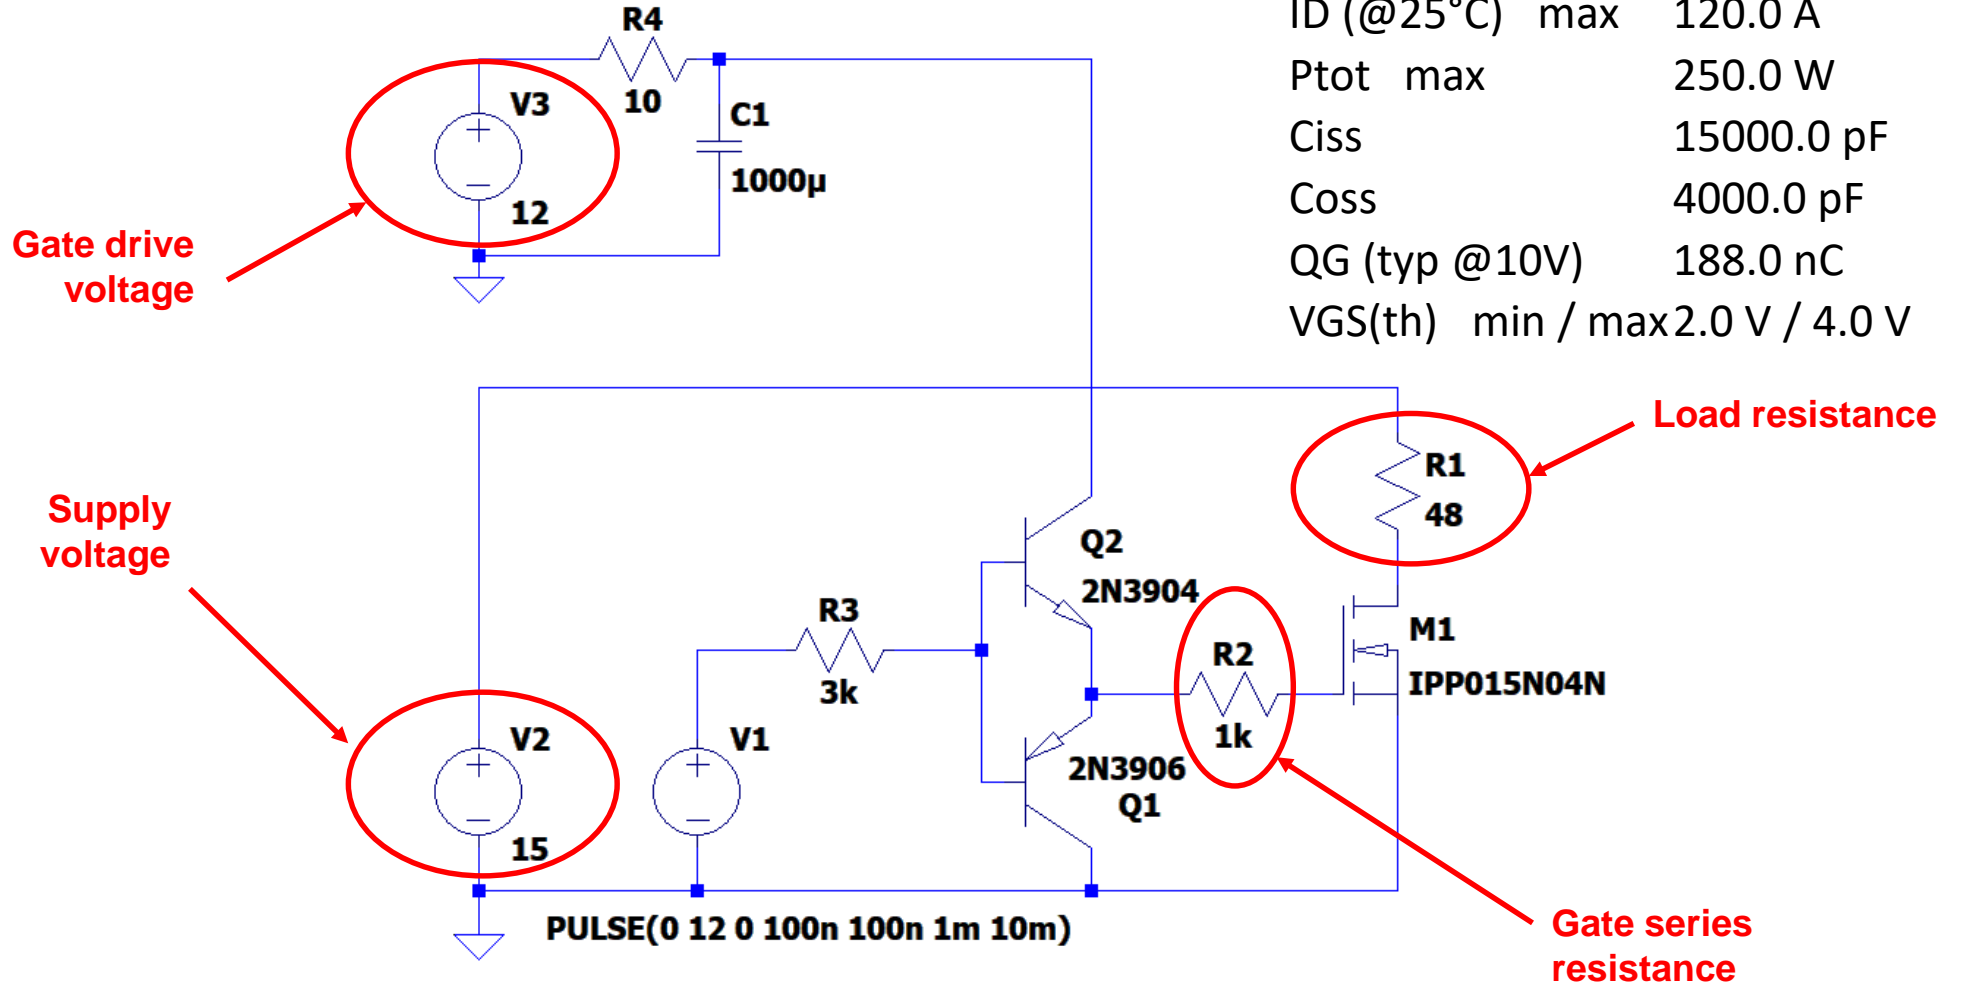 R4
10
V3
12
C1
1000µ
ID (@25°C) max 120.0 A
Ptot max 250.0 W
Ciss 15000.0 pF
Coss 4000.0 pF
QG (typ @10V) 188.0 nC
VGS(th) min / max 2.0 V / 4.0 V
Gate drive
voltage
Load resistance
R1
48
Supply
voltage
Q2
2N3904
R3
3k
R2
1k
M1
IPP015N04N
V2
15
V1
2N3906
Q1
PULSE(0 12 0 100n 100n 1m 10m)
Gate series
resistance